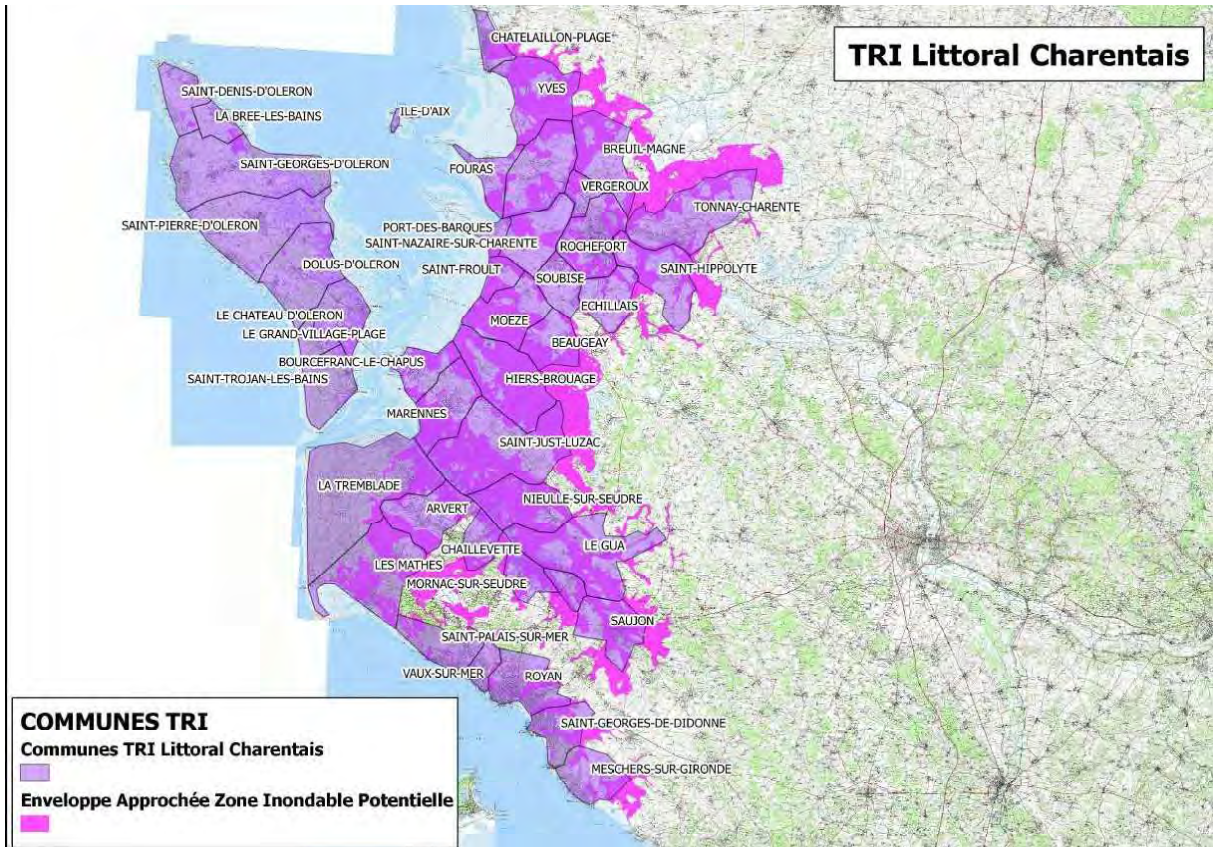 TRI Littoral Charentais
CHATELAILLON-PLAGE
YVES
SAINT-DENIS-D'OLERON
LA BREE-LES-BAINS
ILE-D'AIX
BREUIL-MAGNE
SAINT-GEORGES-D'OLERON
FOURAS
VERGEROUX
TONNAY-CHARENTE
SAINT-PIERRE-D'OLERON
PORT-DES-BARQUES
SAINT-NAZAIRE-SUR-CHARENTE
ROCHEFORT
DOLUS-D'OLERON
SAINT-FROULT
SOUBISE
SAINT-HIPPOLYTE
ECHILLAIS
LE CHATEAU D'OLERON
MOEZE
LE GRAND-VILLAGE-PLAGE
BEAUGEAY
BOURCEFRANC-LE-CHAPUS
SAINT-TROJAN-LES-BAINS
HIERS-BROUAGE
MARENNES
SAINT-JUST-LUZAC
LA TREMBLADE
NIEULLE-SUR-SEUDRE
ARVERT
LE GUA
CHAILLEVETTE
LES MATHES
MORNAC-SUR-SEUDRE
SAUJON
SAINT-PALAIS-SUR-MER
VAUX-SUR-MER
ROYAN
SAINT-GEORGES-DE-DIDONNE
MESCHERS-SUR-GIRONDE
COMMUNES TRI
Communes TRI Littoral Charentais
Enveloppe Approchée Zone Inondable Potentielle